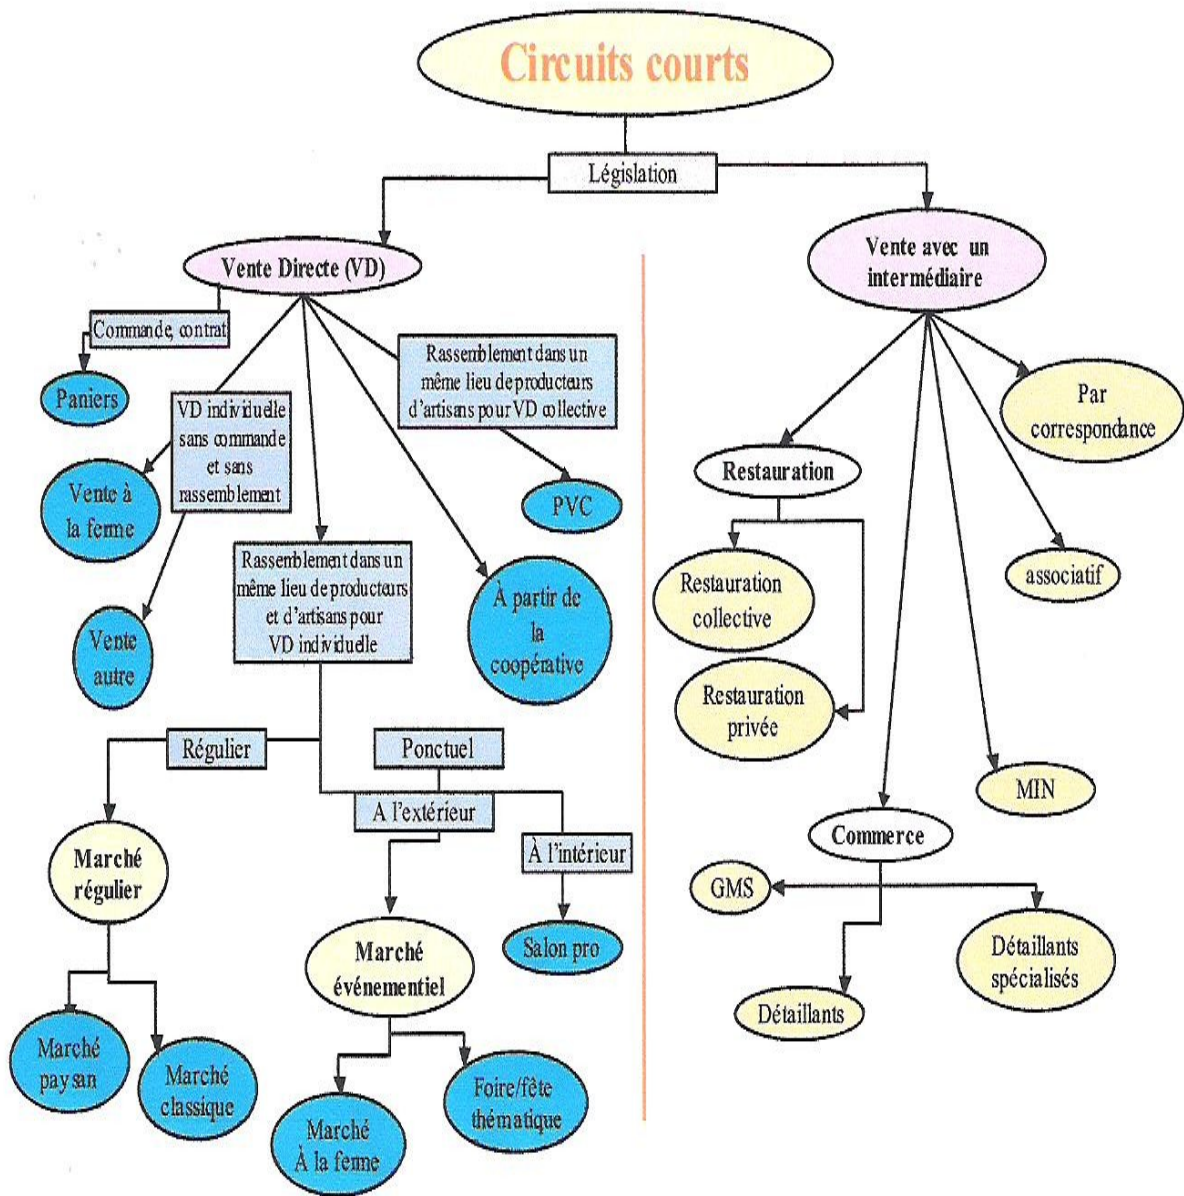 Circuits courts
Législation
Vente Directe (VD)
Vente avec un
intermédiaire
Commande, contrat
Paniers
VD individuelle
sans commande
et sans
rassemblement
Rassemblement dans un
même lieu de producteurs
d'artisans pour VD collective
Par
correspondance
Vente à
la ferme
PVC
Restauration
Rassemblement dans un
même lieu de producteurs
et d'artisans pour
VD individuelle
À partir de
la
coopérative
Vente
autre
Restauration
collective
associatif
Restauration
privée
Régulier
Ponctuel
A l'extérieur
À l'intérieur
MIN
Commerce
Marché
régulier
GMS
Marché
événementiel
Salon pro
Détaillants
spécialisés
Détaillants
Marché
paysan
Marché
classique
Marché
À la ferme
Foire/fête
thématique